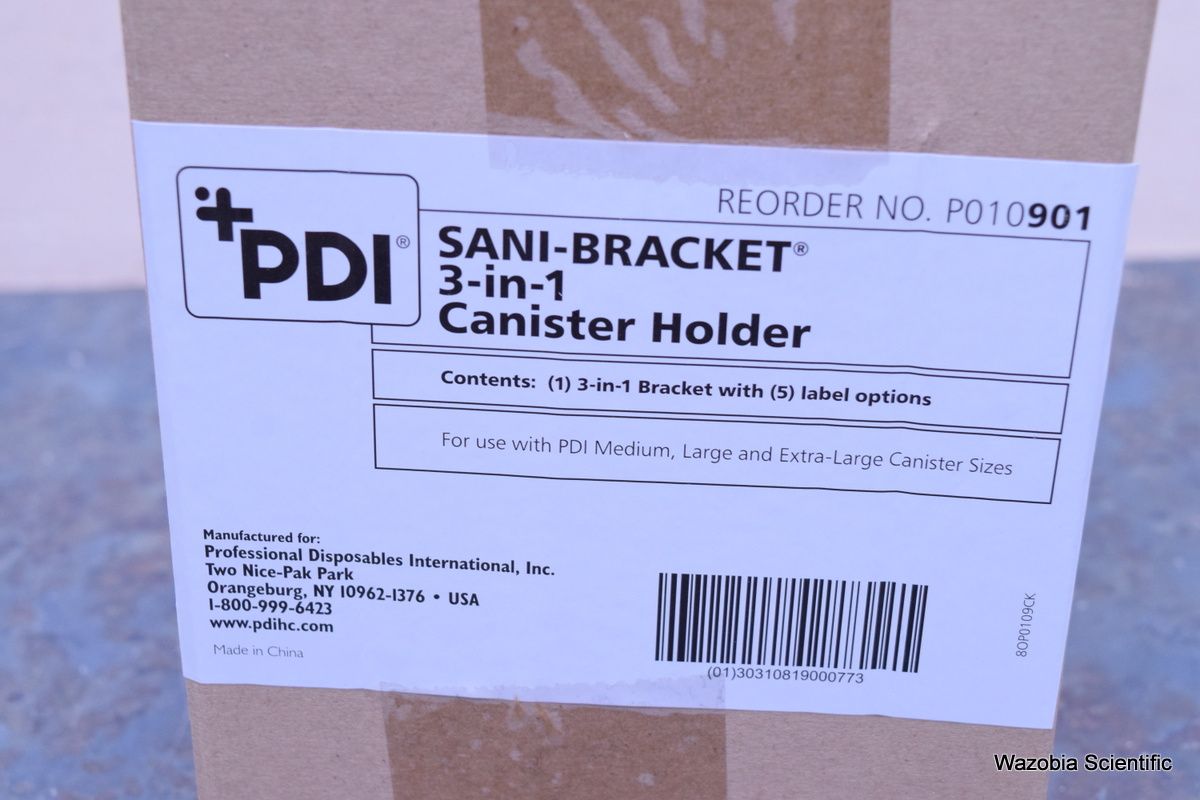 REORDER NO. P010901
PDI®
SANI-BRACKET®
3-in-1
Canister Holder
Contents: (1) 3-in-1 Bracket with (5) label options
For use with PDI Medium, Large and Extra-Large Canister Sizes
Manufactured for:
Professional Disposables International, Inc.
Two Nice-Pak Park
Orangeburg, NY 10962-1376 • USA
1-800-999-6423
www.pdihc.com
Made in China
(01)30310819000773
8OP0109CK
Wazobia Scientific